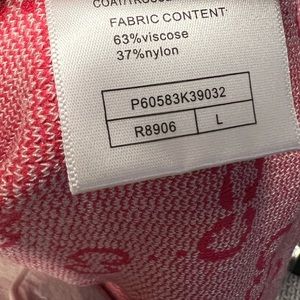 FABRIC CONTENT
63%viscose
37%nylon
P60583K39032
R8906 L